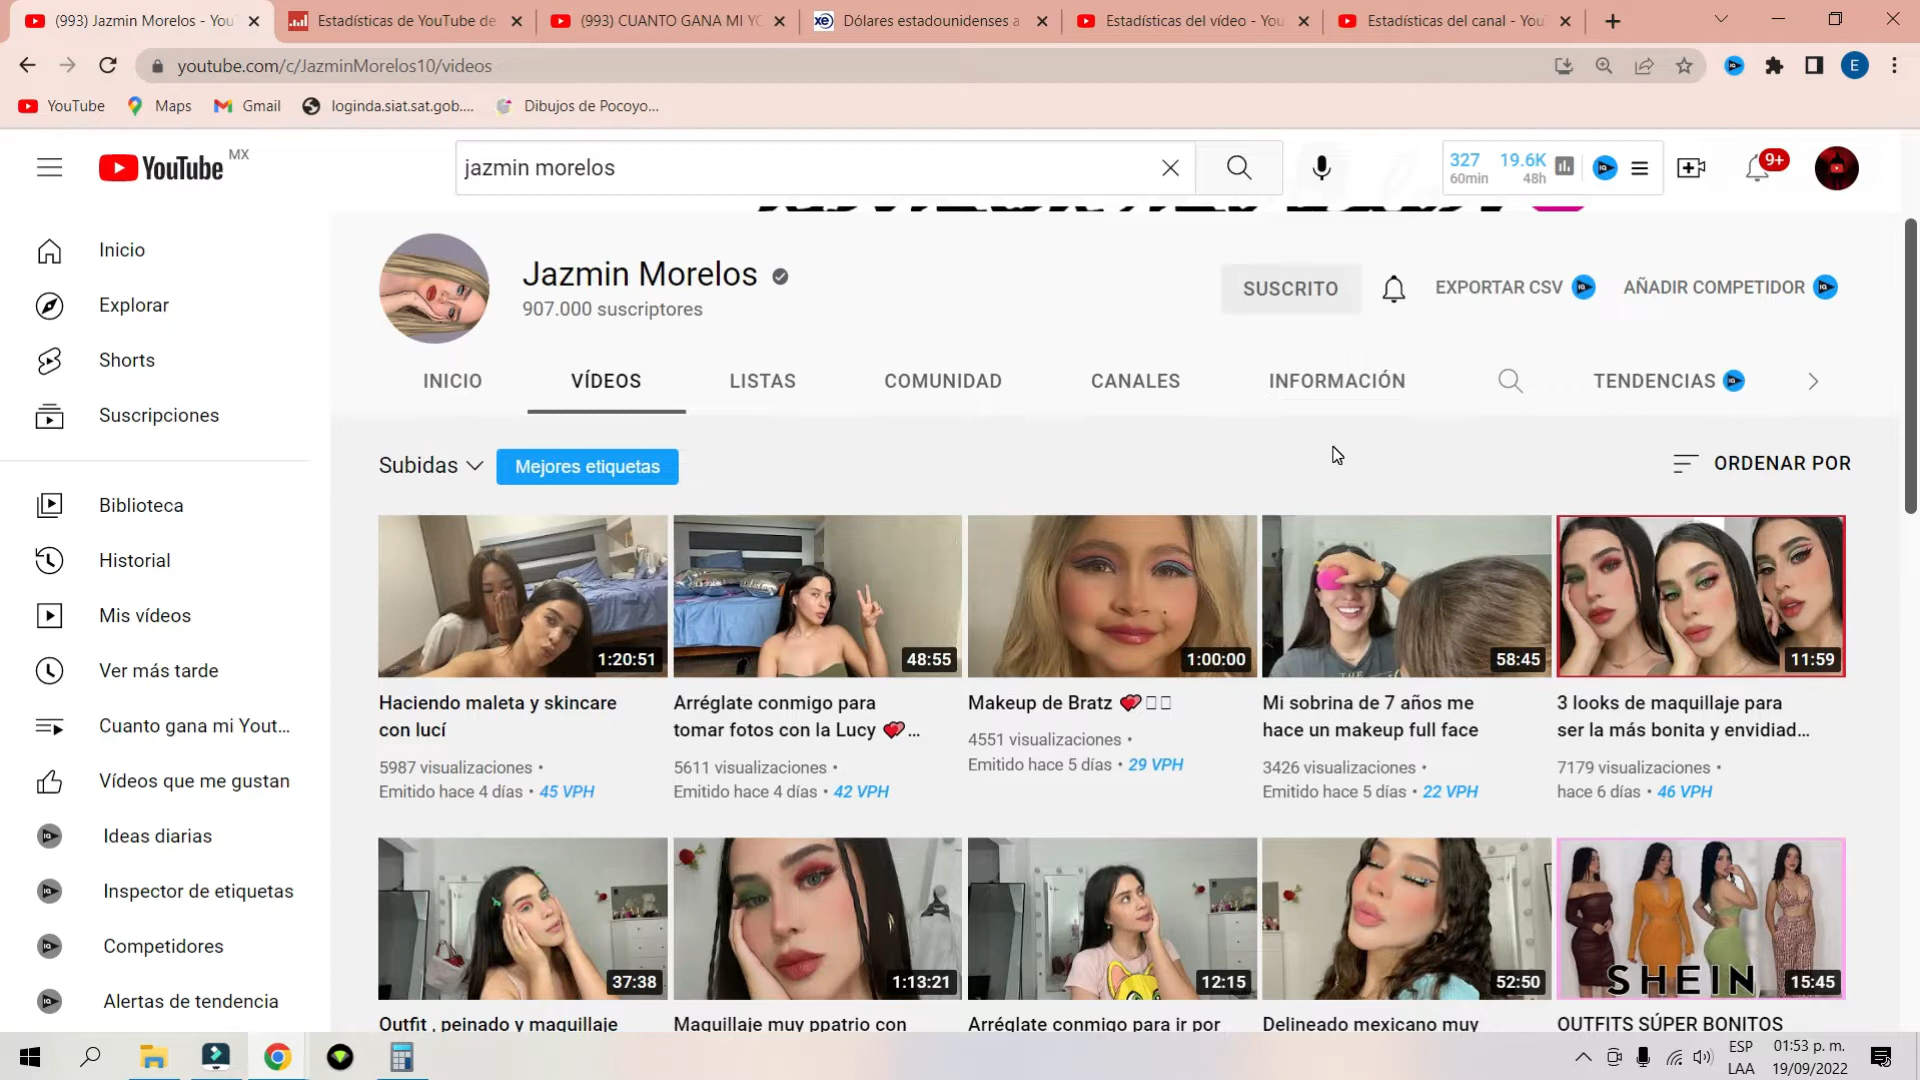 (993) Jazmin Morelos - You
Estadísticas de YouTube de
(993) CUANTO GANA MI YO
Dólares estadounidenses a
Estadísticas del vídeo - You
Estadísticas del canal - You
youtube.com/c/JazminMorelos10/videos
YouTube
Maps
Gmail
loginda.siat.sat.gob....
Dibujos de Pocoyo...
YouTube MX
jazmin morelos
327 60min
19.6K 48h
9+
Inicio
Explorar
Shorts
Suscripciones
Biblioteca
Historial
Mis vídeos
Ver más tarde
Cuanto gana mi Yout...
Vídeos que me gustan
Ideas diarias
Inspector de etiquetas
Competidores
Alertas de tendencia
Jazmin Morelos
907.000 suscriptores
SUSCRITO
EXPORTAR CSV
AÑADIR COMPETIDOR
INICIO
VÍDEOS
LISTAS
COMUNIDAD
CANALES
INFORMACIÓN
TENDENCIAS
Subidas
Mejores etiquetas
ORDENAR POR
1:20:51
48:55
1:00:00
58:45
11:59
Haciendo maleta y skincare
con lucí
5987 visualizaciones •
Emitido hace 4 días • 45 VPH
Arréglate conmigo para
tomar fotos con la Lucy 💕...
5611 visualizaciones •
Emitido hace 4 días • 42 VPH
Makeup de Bratz 💕▯▯
4551 visualizaciones •
Emitido hace 5 días • 29 VPH
Mi sobrina de 7 años me
hace un makeup full face
3426 visualizaciones •
Emitido hace 5 días • 22 VPH
3 looks de maquillaje para
ser la más bonita y envidiad...
7179 visualizaciones •
hace 6 días • 46 VPH
37:38
1:13:21
12:15
52:50
SHEIN
15:45
Outfit , peinado y maquillaje
Maquillaje muy ppatrio con
Arréglate conmigo para ir por
Delineado mexicano muy
OUTFITS SÚPER BONITOS
E
ESP
LAA
01:53 p. m.
19/09/2022